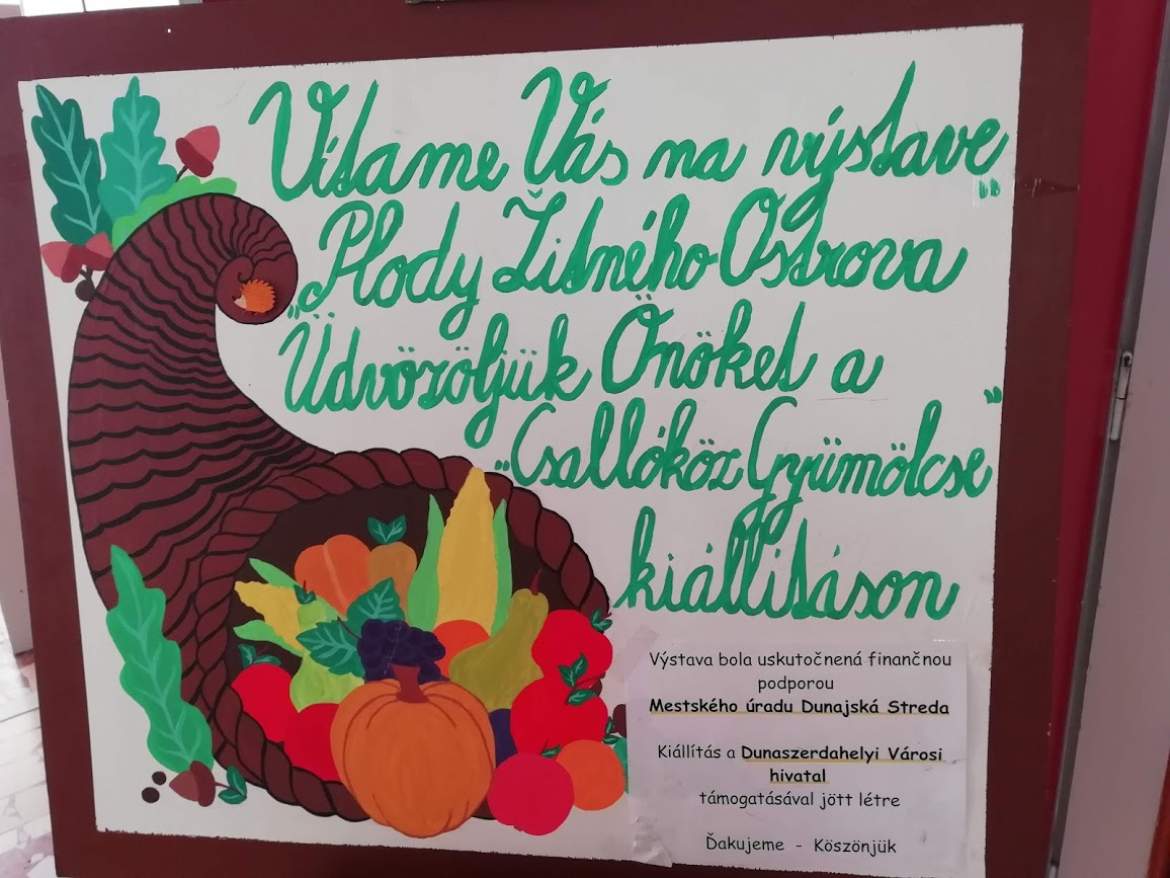 Vítame Vás na výstave
„Plody Žitného Ostrova"
Üdvözöljük Önöket a
„Csallóköz Gyümölcse"
kiállitáson
Výstava bola uskutočnená finančnou
podporou
Mestského úradu Dunajská Streda
Kiállítás a Dunaszerdahelyi Városi
hivatal
támogatásával jött létre
Ďakujeme - Köszönjük